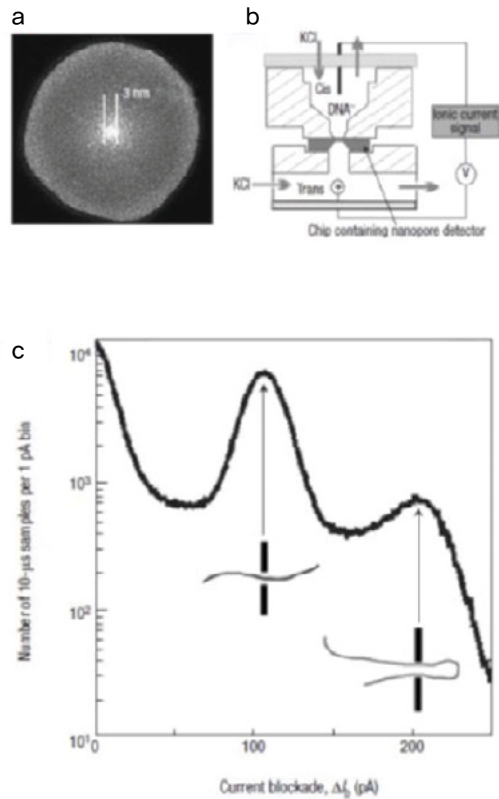 a
3 nm
b
KCl
Cis
DNA
Ionic current
signal
V
KCl
Trans
Chip containing nanopore detector
c
Number of 10-μs samples per 1 pA bin
10⁴
10³
10²
10¹
0
100
200
Current blockade, ΔI_b (pA)